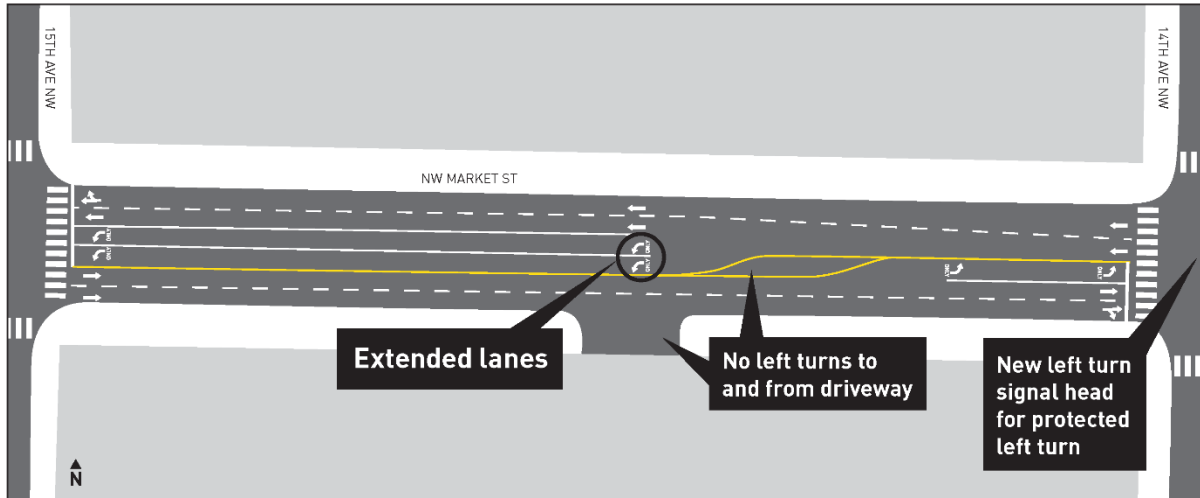 15TH AVE NW
14TH AVE NW
NW MARKET ST
ONLY
ONLY
ONLY
ONLY
ONLY
ONLY
Extended lanes
No left turns to
and from driveway
New left turn
signal head
for protected
left turn
N